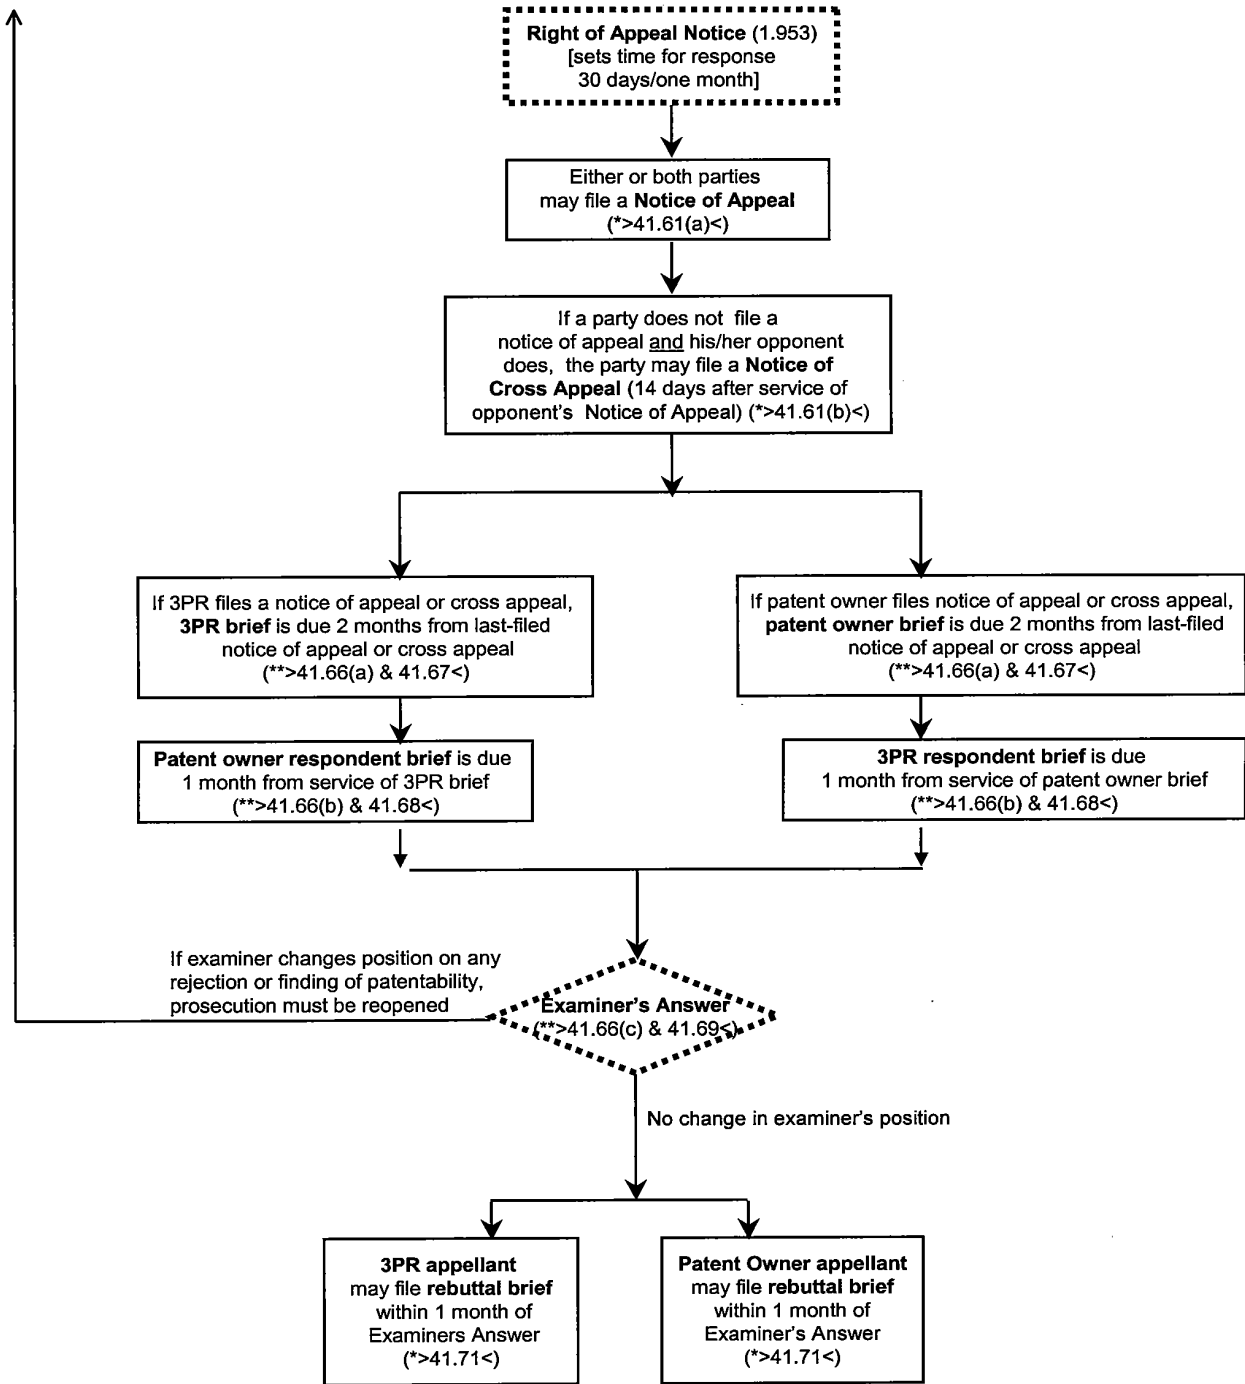 Right of Appeal Notice (1.953)
[sets time for response
30 days/one month]
Either or both parties
may file a Notice of Appeal
(*>41.61(a)<)
If a party does not file a
notice of appeal and his/her opponent
does, the party may file a Notice of
Cross Appeal (14 days after service of
opponent's Notice of Appeal) (*>41.61(b)<)
If 3PR files a notice of appeal or cross appeal,
3PR brief is due 2 months from last-filed
notice of appeal or cross appeal
(**>41.66(a) & 41.67<)
If patent owner files notice of appeal or cross appeal,
patent owner brief is due 2 months from last-filed
notice of appeal or cross appeal
(**>41.66(a) & 41.67<)
Patent owner respondent brief is due
1 month from service of 3PR brief
(**>41.66(b) & 41.68<)
3PR respondent brief is due
1 month from service of patent owner brief
(**>41.66(b) & 41.68<)
If examiner changes position on any
rejection or finding of patentability,
prosecution must be reopened
Examiner's Answer
(**>41.66(c) & 41.69<)
No change in examiner's position
3PR appellant
may file rebuttal brief
within 1 month of
Examiners Answer
(*>41.71<)
Patent Owner appellant
may file rebuttal brief
within 1 month of
Examiner's Answer
(*>41.71<)